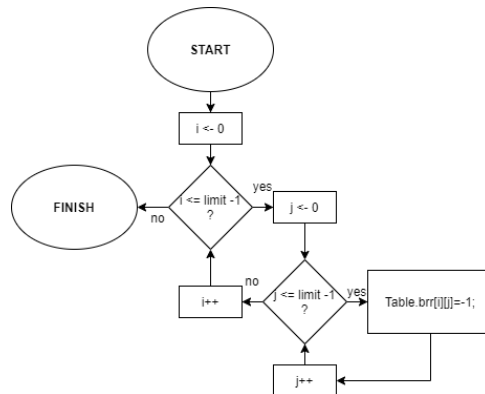 START
i <- 0
i <= limit -1
?
yes
no
FINISH
j <- 0
j <= limit -1
?
yes
no
i++
Table.brr[i][j]=-1;
j++